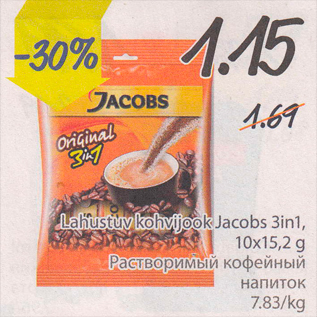 -30%
1.15
1.69
JACOBS
Original
3in1
Lahustuv kohvijook Jacobs 3in1,
10x15,2 g
Растворимый кофейный
напиток
7.83/kg